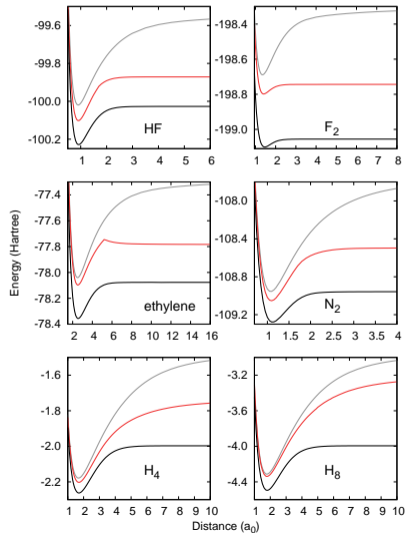 -99.6
-99.8
-100.0
-100.2
HF
1 2 3 4 5 6
-198.4
-198.6
-198.8
-199.0
F2
1 2 3 4 5 6 7 8
Energy (Hartree)
-77.4
-77.6
-77.8
-78.0
-78.2
-78.4
ethylene
2 4 6 8 10 12 14 16
-108.0
-108.4
-108.8
-109.2
N2
1 1.5 2 2.5 3 3.5 4
-1.6
-1.8
-2.0
-2.2
H4
1 2 3 4 5 6 7 8 9 10
-3.2
-3.6
-4.0
-4.4
H8
1 2 3 4 5 6 7 8 9 10
Distance (a0)